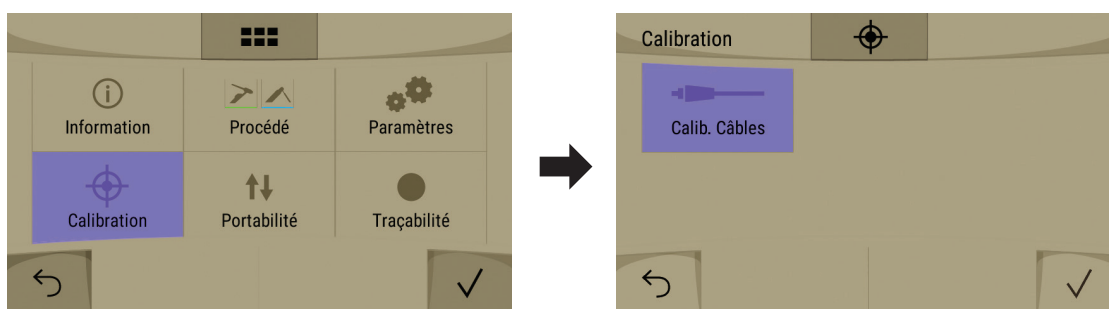 Information
Procédé
Paramètres
Calibration
Portabilité
Traçabilité
Calibration
Calib. Câbles